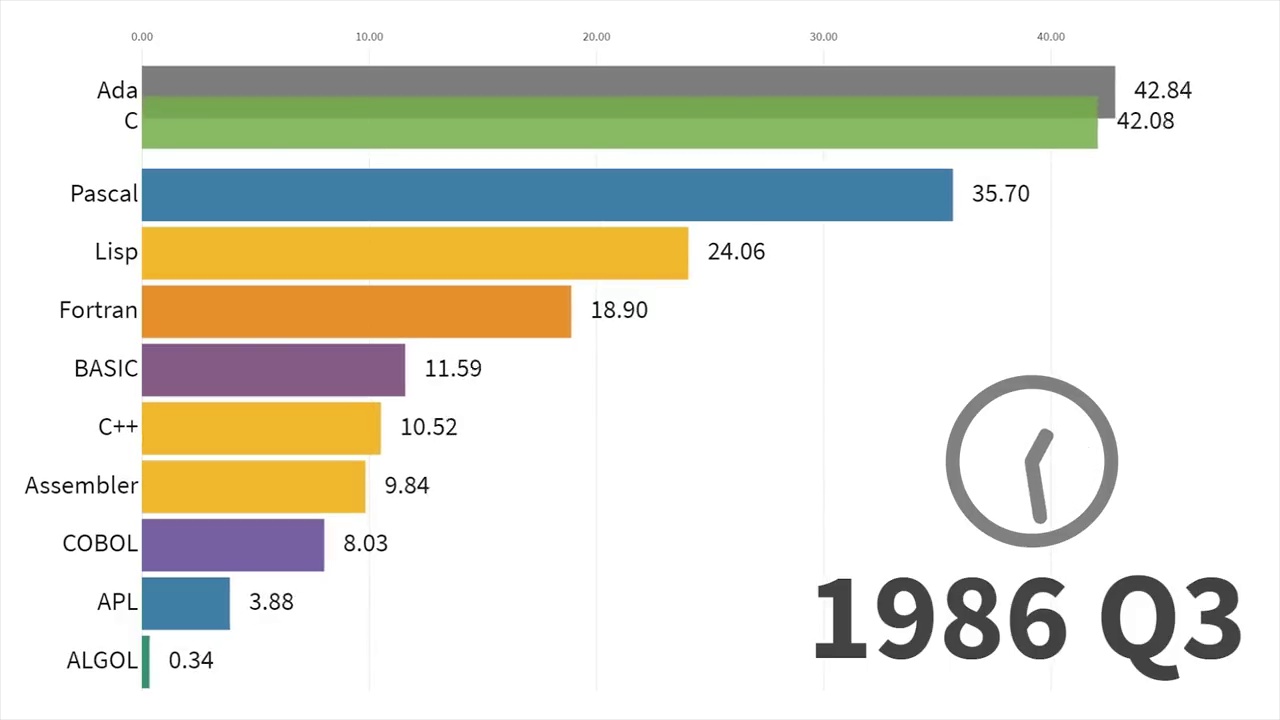 0.00 10.00 20.00 30.00 40.00
Ada 42.84
C 42.08
Pascal 35.70
Lisp 24.06
Fortran 18.90
BASIC 11.59
C++ 10.52
Assembler 9.84
COBOL 8.03
APL 3.88
ALGOL 0.34
1986 Q3